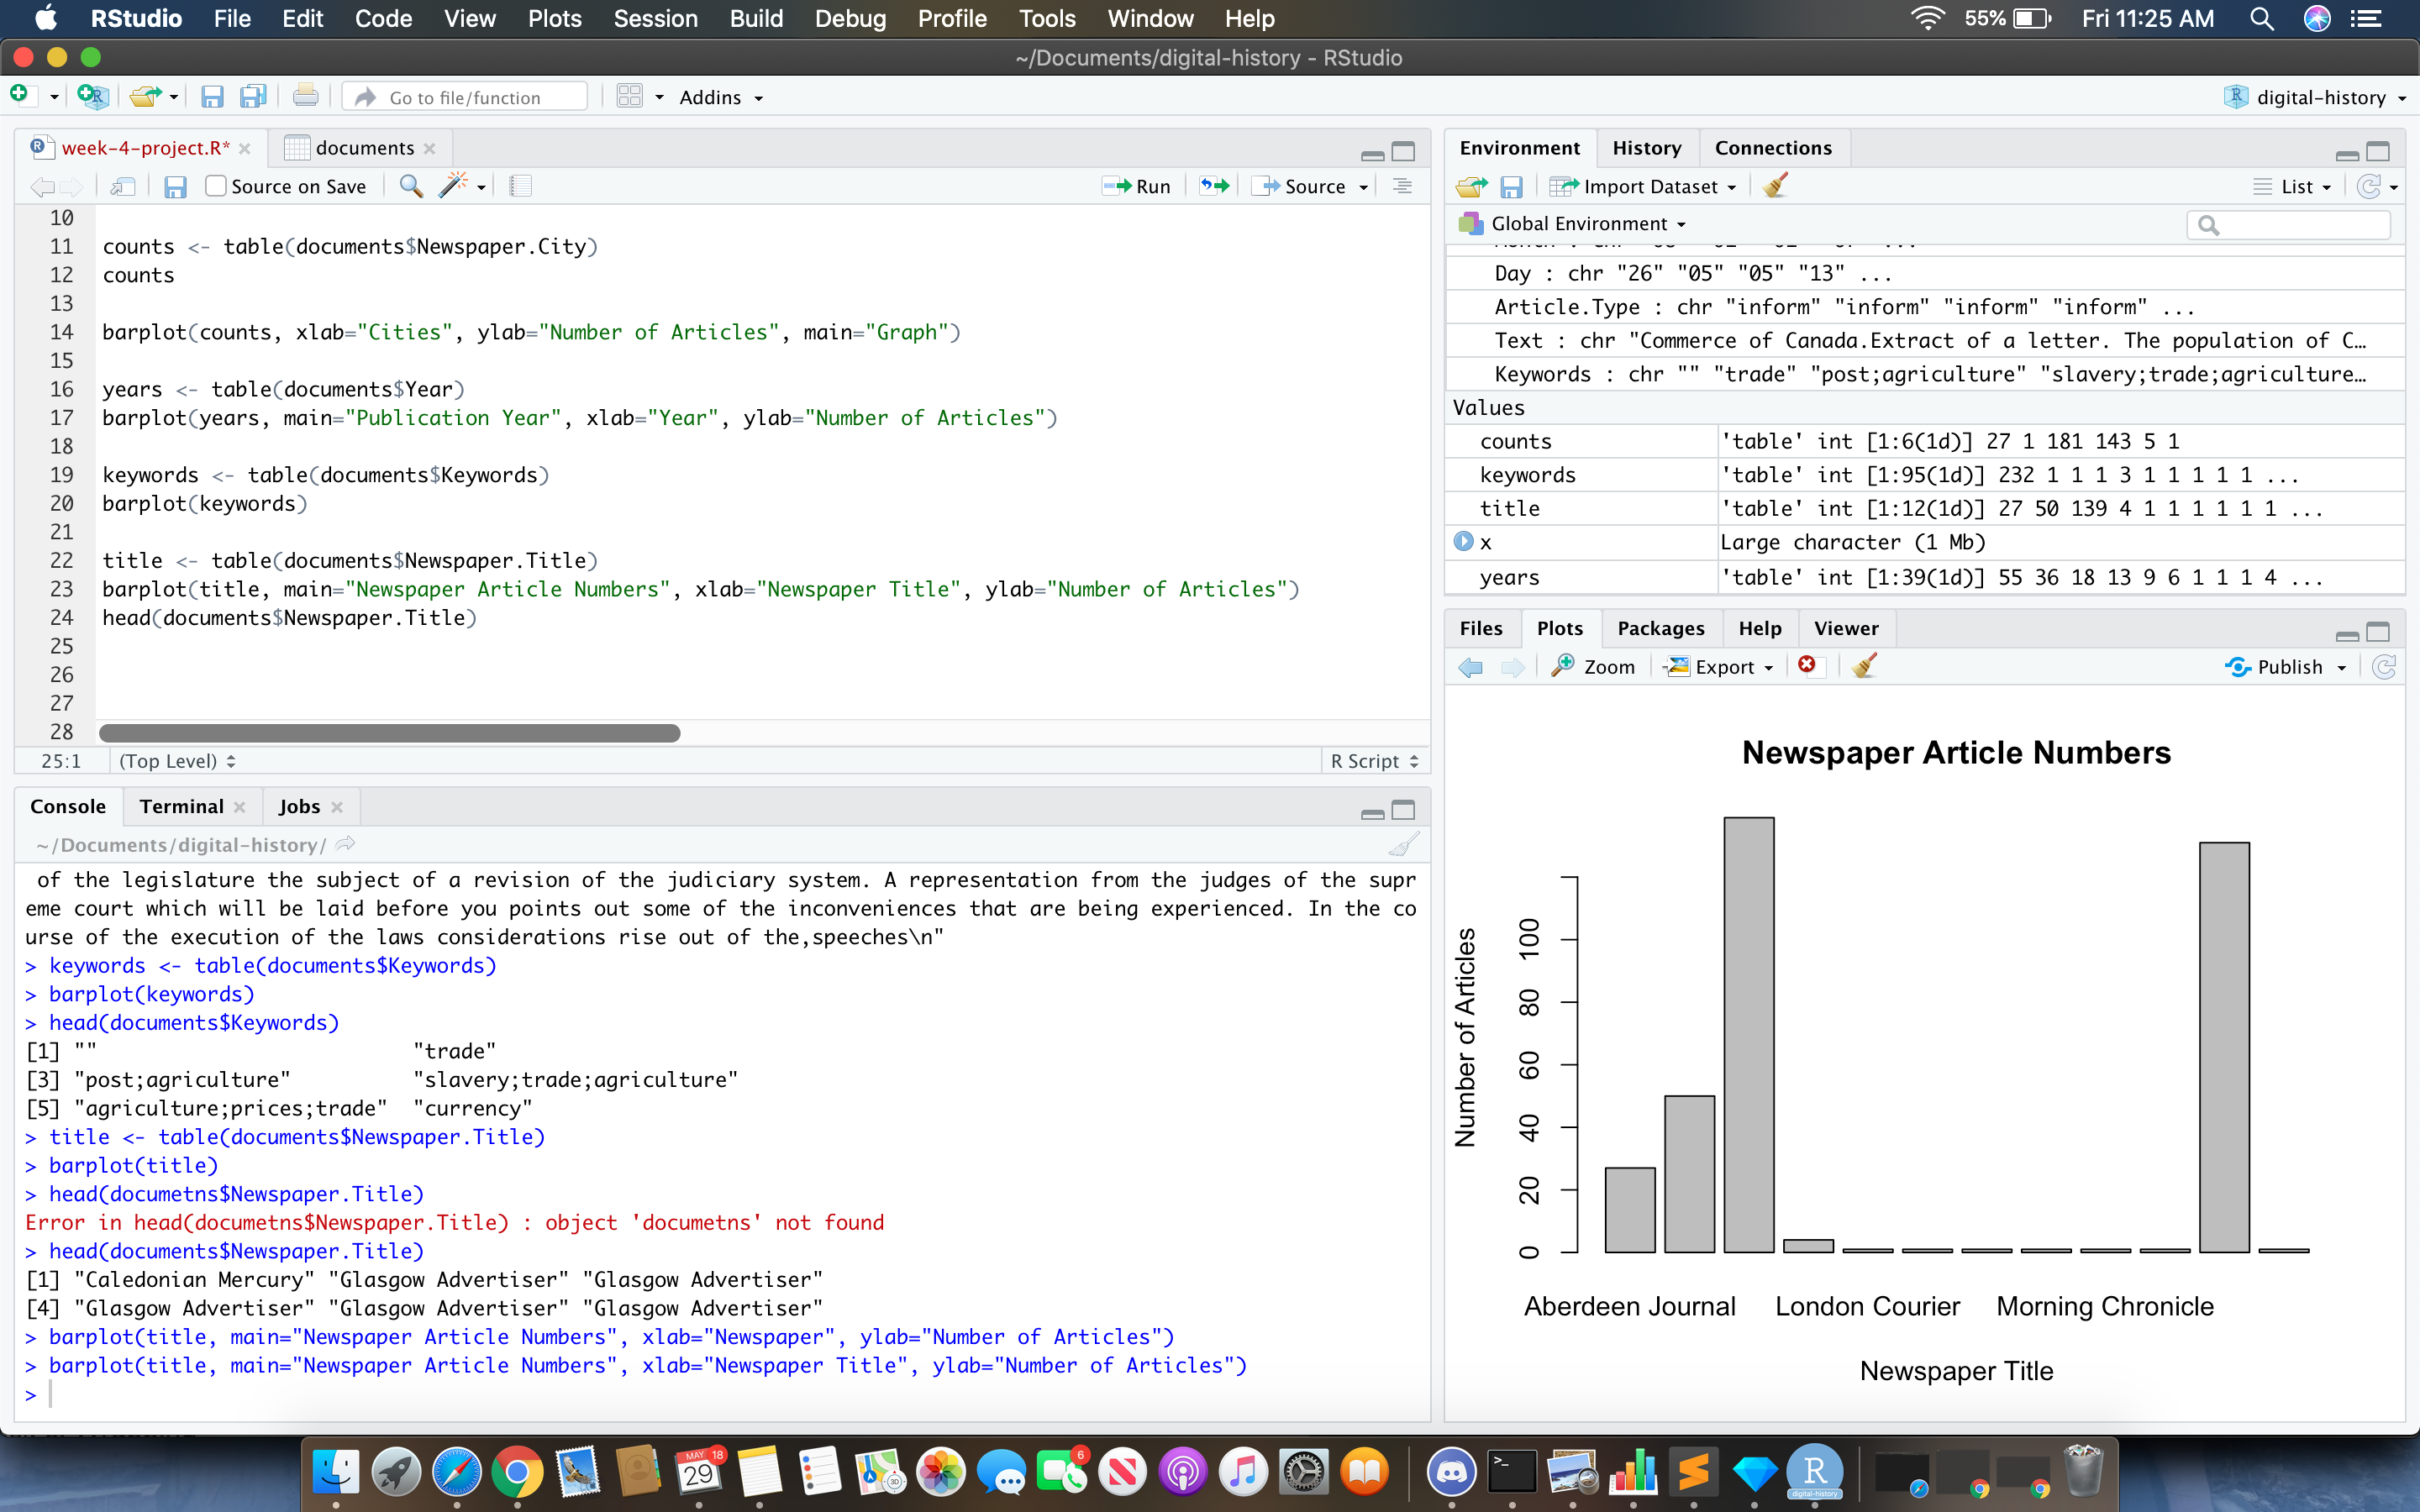 RStudio File Edit Code View Plots Session Build Debug Profile Tools Window Help 55% Fri 11:25 AM
~/Documents/digital-history - RStudio
Go to file/function Addins digital-history
week-4-project.R* documents
Source on Save Run Source
10
11 counts <- table(documents$Newspaper.City)
12 counts
13
14 barplot(counts, xlab="Cities", ylab="Number of Articles", main="Graph")
15
16 years <- table(documents$Year)
17 barplot(years, main="Publication Year", xlab="Year", ylab="Number of Articles")
18
19 keywords <- table(documents$Keywords)
20 barplot(keywords)
21
22 title <- table(documents$Newspaper.Title)
23 barplot(title, main="Newspaper Article Numbers", xlab="Newspaper Title", ylab="Number of Articles")
24 head(documents$Newspaper.Title)
25
26
27
28
25:1 (Top Level) R Script
Console Terminal Jobs
~/Documents/digital-history/
of the legislature the subject of a revision of the judiciary system. A representation from the judges of the supr
eme court which will be laid before you points out some of the inconveniences that are being experienced. In the co
urse of the execution of the laws considerations rise out of the,speeches\n"
> keywords <- table(documents$Keywords)
> barplot(keywords)
> head(documents$Keywords)
[1] "" "trade"
[3] "post;agriculture" "slavery;trade;agriculture"
[5] "agriculture;prices;trade" "currency"
> title <- table(documents$Newspaper.Title)
> barplot(title)
> head(documetns$Newspaper.Title)
Error in head(documetns$Newspaper.Title) : object 'documetns' not found
> head(documents$Newspaper.Title)
[1] "Caledonian Mercury" "Glasgow Advertiser" "Glasgow Advertiser"
[4] "Glasgow Advertiser" "Glasgow Advertiser" "Glasgow Advertiser"
> barplot(title, main="Newspaper Article Numbers", xlab="Newspaper", ylab="Number of Articles")
> barplot(title, main="Newspaper Article Numbers", xlab="Newspaper Title", ylab="Number of Articles")
>
Environment History Connections
Import Dataset List
Global Environment
Day : chr "26" "05" "05" "13" ...
Article.Type : chr "inform" "inform" "inform" "inform" ...
Text : chr "Commerce of Canada.Extract of a letter. The population of C…
Keywords : chr "" "trade" "post;agriculture" "slavery;trade;agriculture…
Values
counts 'table' int [1:6(1d)] 27 1 181 143 5 1
keywords 'table' int [1:95(1d)] 232 1 1 1 3 1 1 1 1 1 ...
title 'table' int [1:12(1d)] 27 50 139 4 1 1 1 1 1 1 ...
x Large character (1 Mb)
years 'table' int [1:39(1d)] 55 36 18 13 9 6 1 1 1 4 ...
Files Plots Packages Help Viewer
Zoom Export Publish
Newspaper Article Numbers
Number of Articles
100
80
60
40
20
0
Aberdeen Journal London Courier Morning Chronicle
Newspaper Title
MAY 18
29
6
R
digital-history